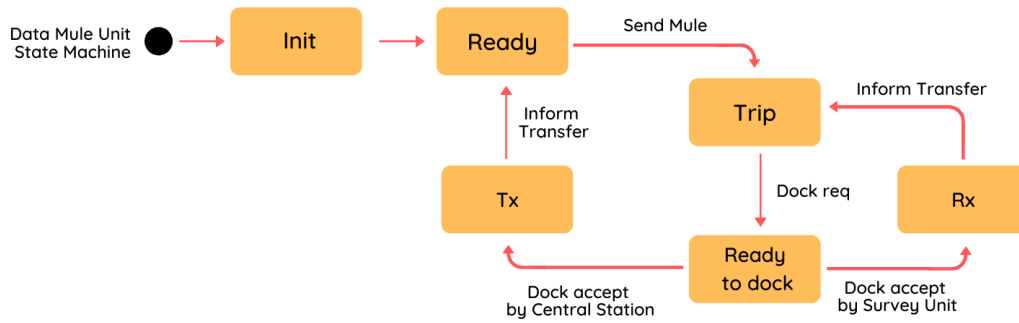 Data Mule Unit
State Machine
Init
Ready
Send Mule
Trip
Inform Transfer
Inform
Transfer
Tx
Dock req
Rx
Ready
to dock
Dock accept
by Central Station
Dock accept
by Survey Unit